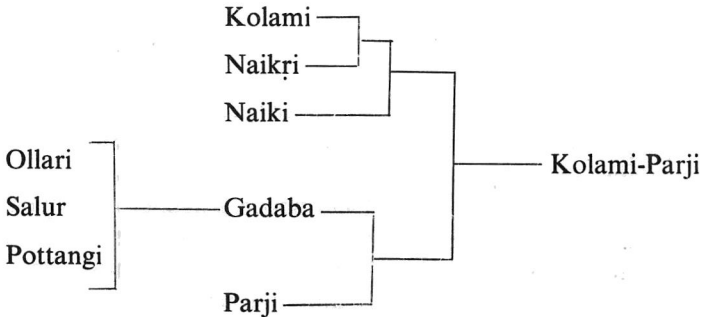 Kolami
Naikṛi
Naiki
Kolami-Parji
Ollari
Salur
Gadaba
Pottangi
Parji